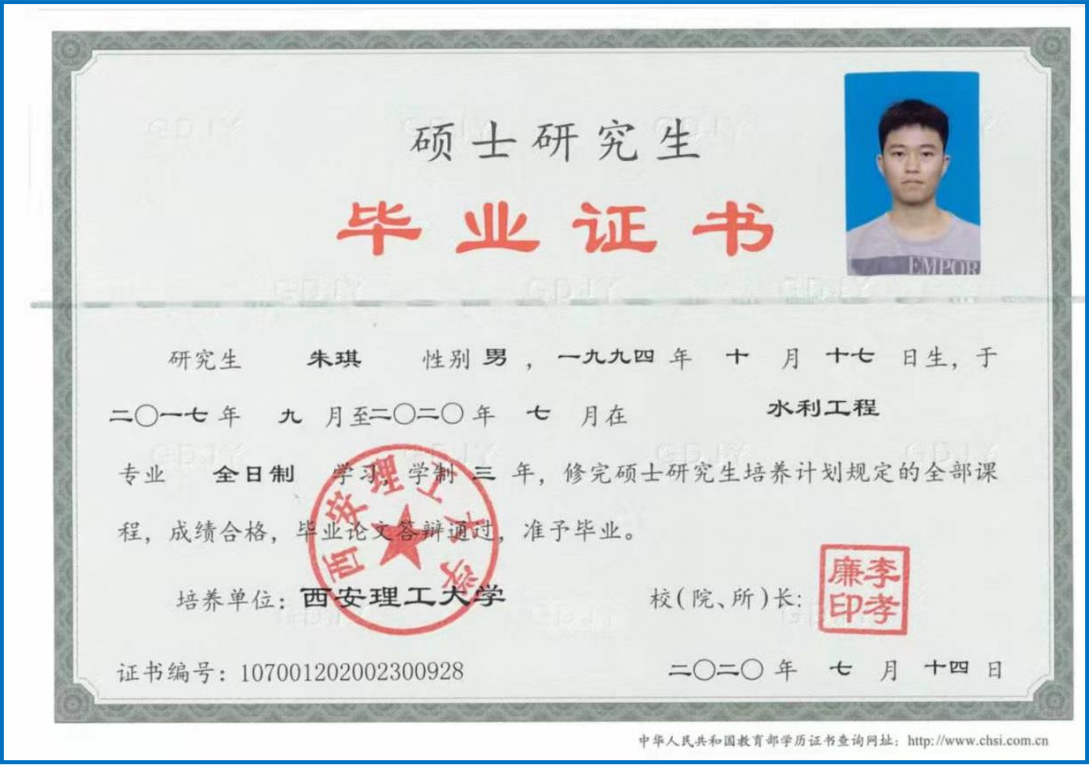 硕士研究生
毕业证书
EMPOR
研究生 朱琪 性别 男 ，一九九四 年 十 月 十七 日生，于
二〇一七 年 九 月至二〇二〇 年 七 月在 水利工程
专业 全日制 学习，学制 三 年，修完硕士研究生培养计划规定的全部课
程，成绩合格，毕业论文答辩通过，准予毕业。
西安理工大学
培养单位：西安理工大学 校（院、所）长：
李孝廉印
证书编号：107001202002300928 二〇二〇 年 七 月 十四 日
中华人民共和国教育部学历证书查询网址：http://www.chsi.com.cn